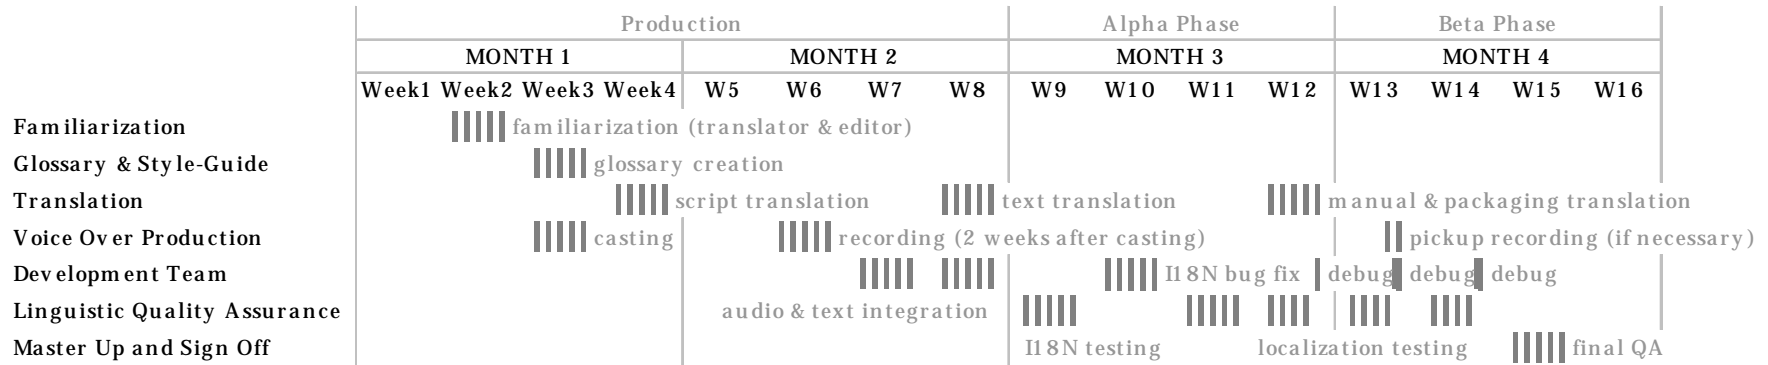 Production Alpha Phase Beta Phase
MONTH 1 MONTH 2 MONTH 3 MONTH 4
Week1 Week2 Week3 Week4 W5 W6 W7 W8 W9 W10 W11 W12 W13 W14 W15 W16
Familiarization familiarization (translator & editor)
Glossary & Style-Guide glossary creation
Translation script translation text translation manual & packaging translation
Voice Over Production casting recording (2 weeks after casting) pickup recording (if necessary)
Development Team I18N bug fix debug debug debug
Linguistic Quality Assurance audio & text integration
Master Up and Sign Off I18N testing localization testing final QA